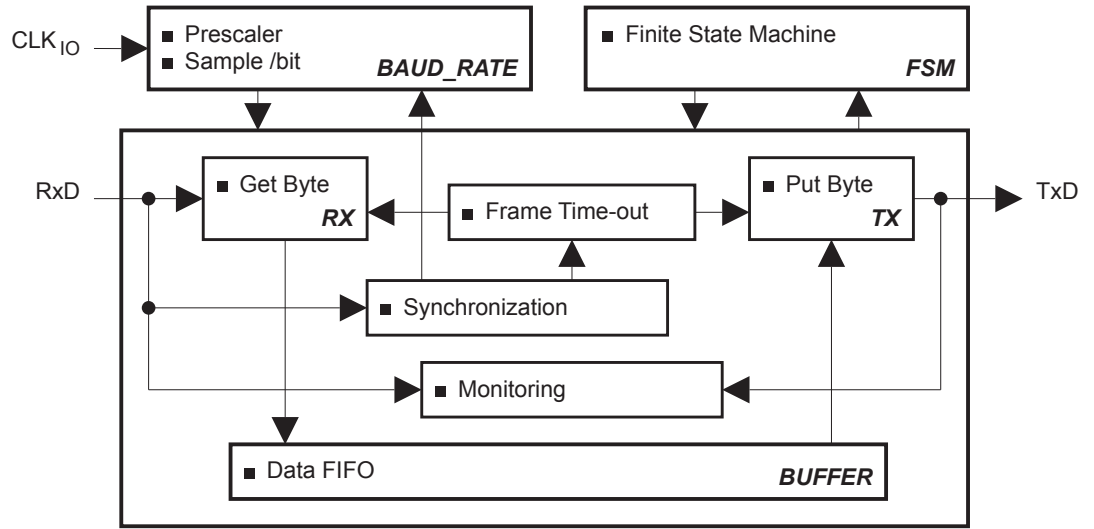 CLK IO
■ Prescaler
■ Sample /bit
BAUD_RATE
■ Finite State Machine
FSM
RxD
■ Get Byte
RX
■ Frame Time-out
■ Put Byte
TX
TxD
■ Synchronization
■ Monitoring
■ Data FIFO
BUFFER